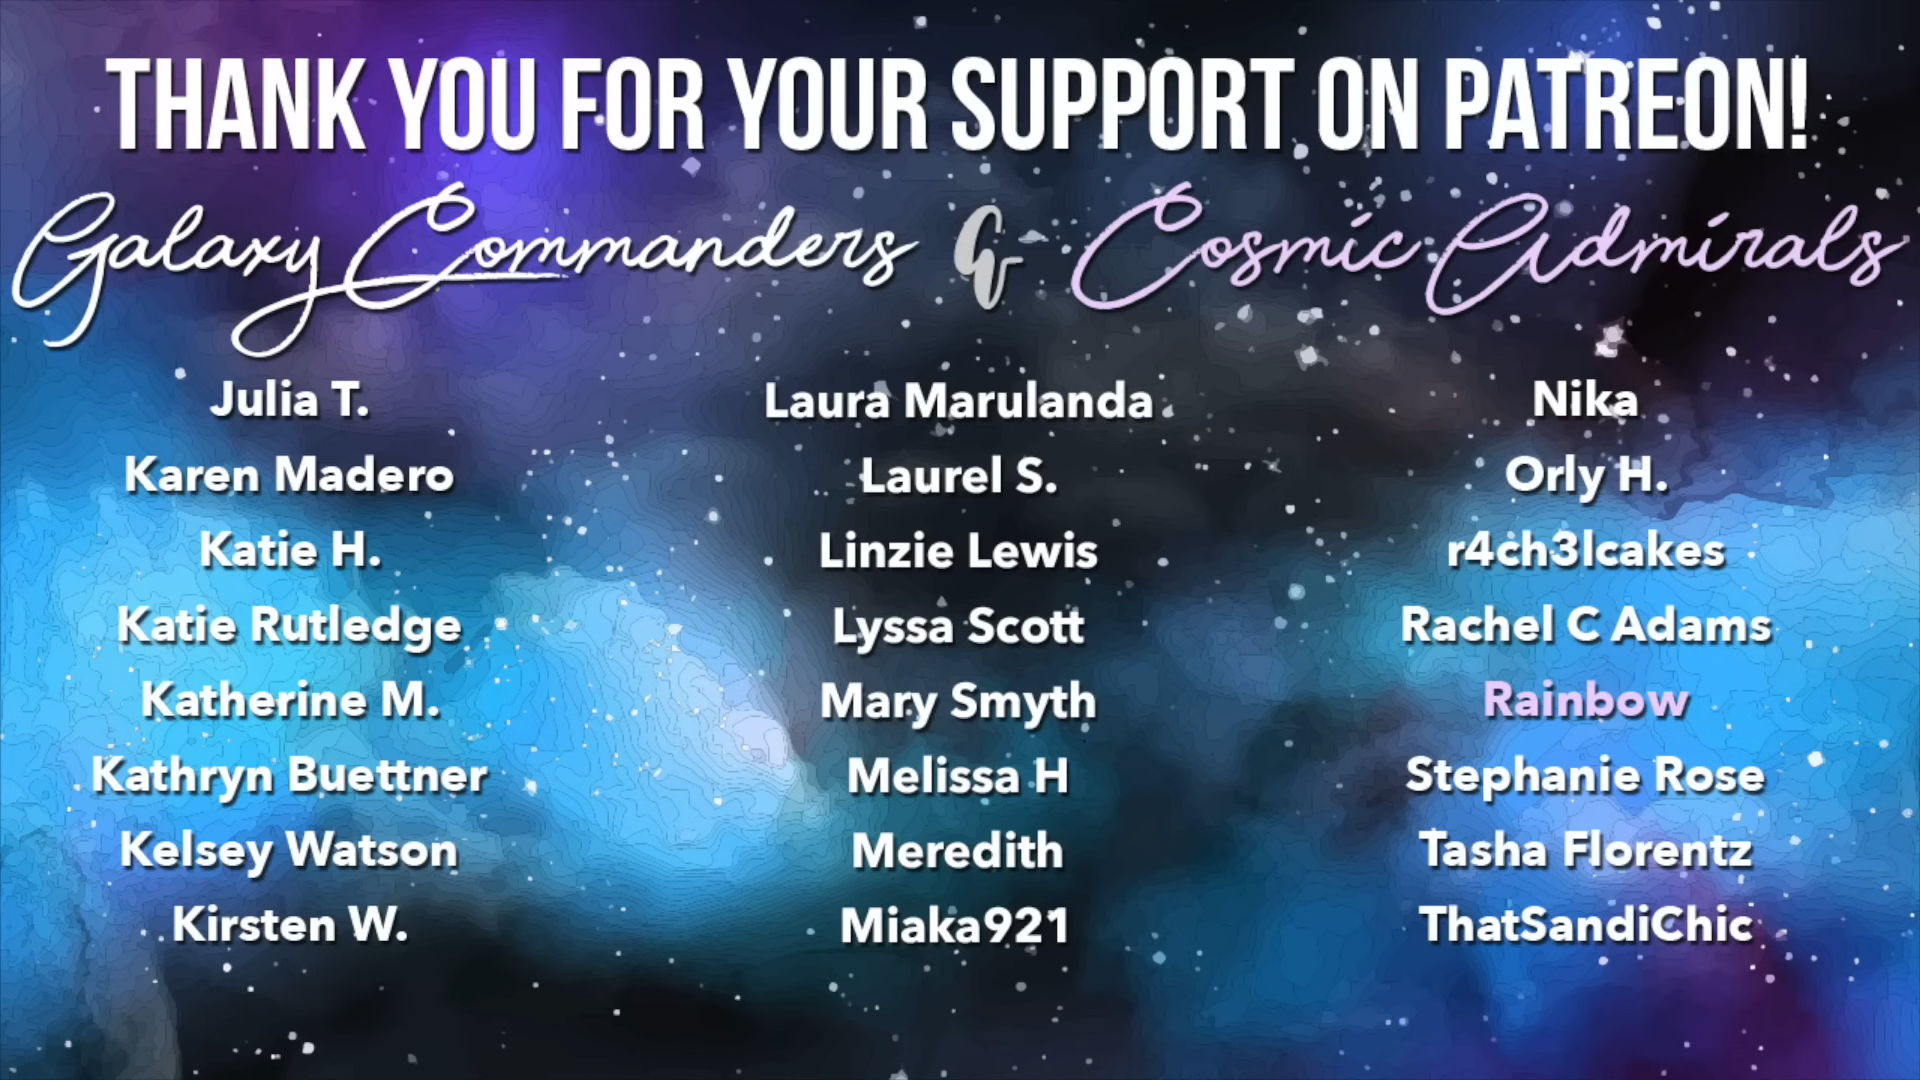 THANK YOU FOR YOUR SUPPORT ON PATREON!
Galaxy Commanders & Cosmic Admirals
Julia T.
Karen Madero
Katie H.
Katie Rutledge
Katherine M.
Kathryn Buettner
Kelsey Watson
Kirsten W.
Laura Marulanda
Laurel S.
Linzie Lewis
Lyssa Scott
Mary Smyth
Melissa H
Meredith
Miaka921
Nika
Orly H.
r4ch3lcakes
Rachel C Adams
Rainbow
Stephanie Rose
Tasha Florentz
ThatSandiChic